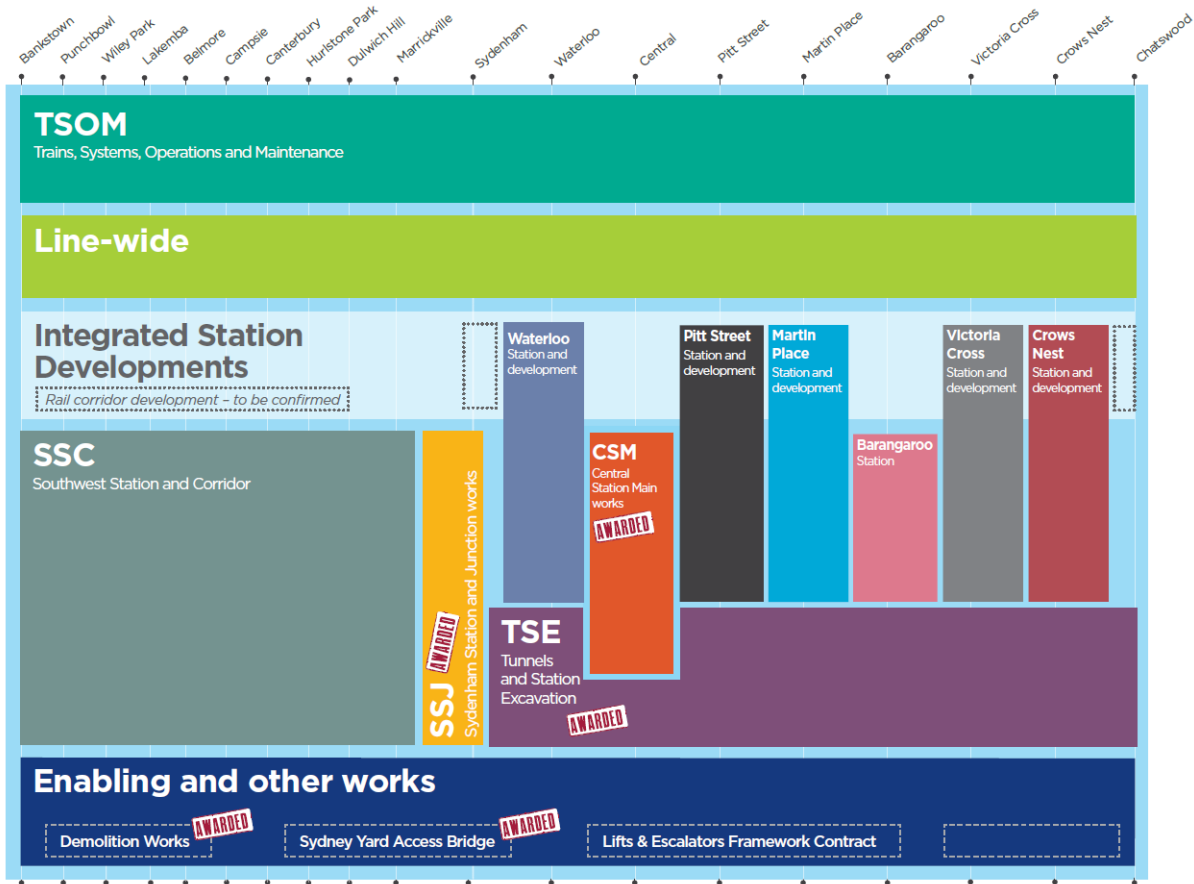 Bankstown
Punchbowl
Wiley Park
Lakemba
Belmore
Campsie
Canterbury
Hurlstone Park
Dulwich Hill
Marrickville
Sydenham
Waterloo
Central
Pitt Street
Martin Place
Barangaroo
Victoria Cross
Crows Nest
Chatswood
TSOM
Trains, Systems, Operations and Maintenance
Line-wide
Integrated Station
Developments
Rail corridor development – to be confirmed
Waterloo
Station and
development
Pitt Street
Station and
development
Martin
Place
Station and
development
Victoria
Cross
Station and
development
Crows
Nest
Station and
development
SSC
Southwest Station and Corridor
SSJ
Sydenham Station and Junction works
AWARDED
CSM
Central
Station Main
works
AWARDED
Barangaroo
Station
TSE
Tunnels
and Station
Excavation
AWARDED
Enabling and other works
Demolition Works
AWARDED
Sydney Yard Access Bridge
AWARDED
Lifts & Escalators Framework Contract